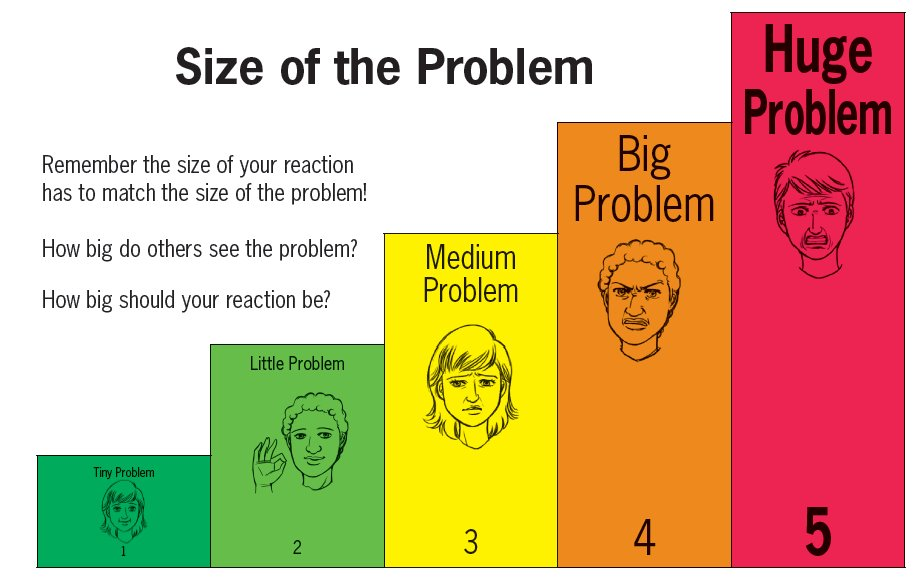 Size of the Problem
Remember the size of your reaction
has to match the size of the problem!
How big do others see the problem?
How big should your reaction be?
Tiny Problem
1
Little Problem
2
Medium
Problem
3
Big
Problem
4
Huge
Problem
5